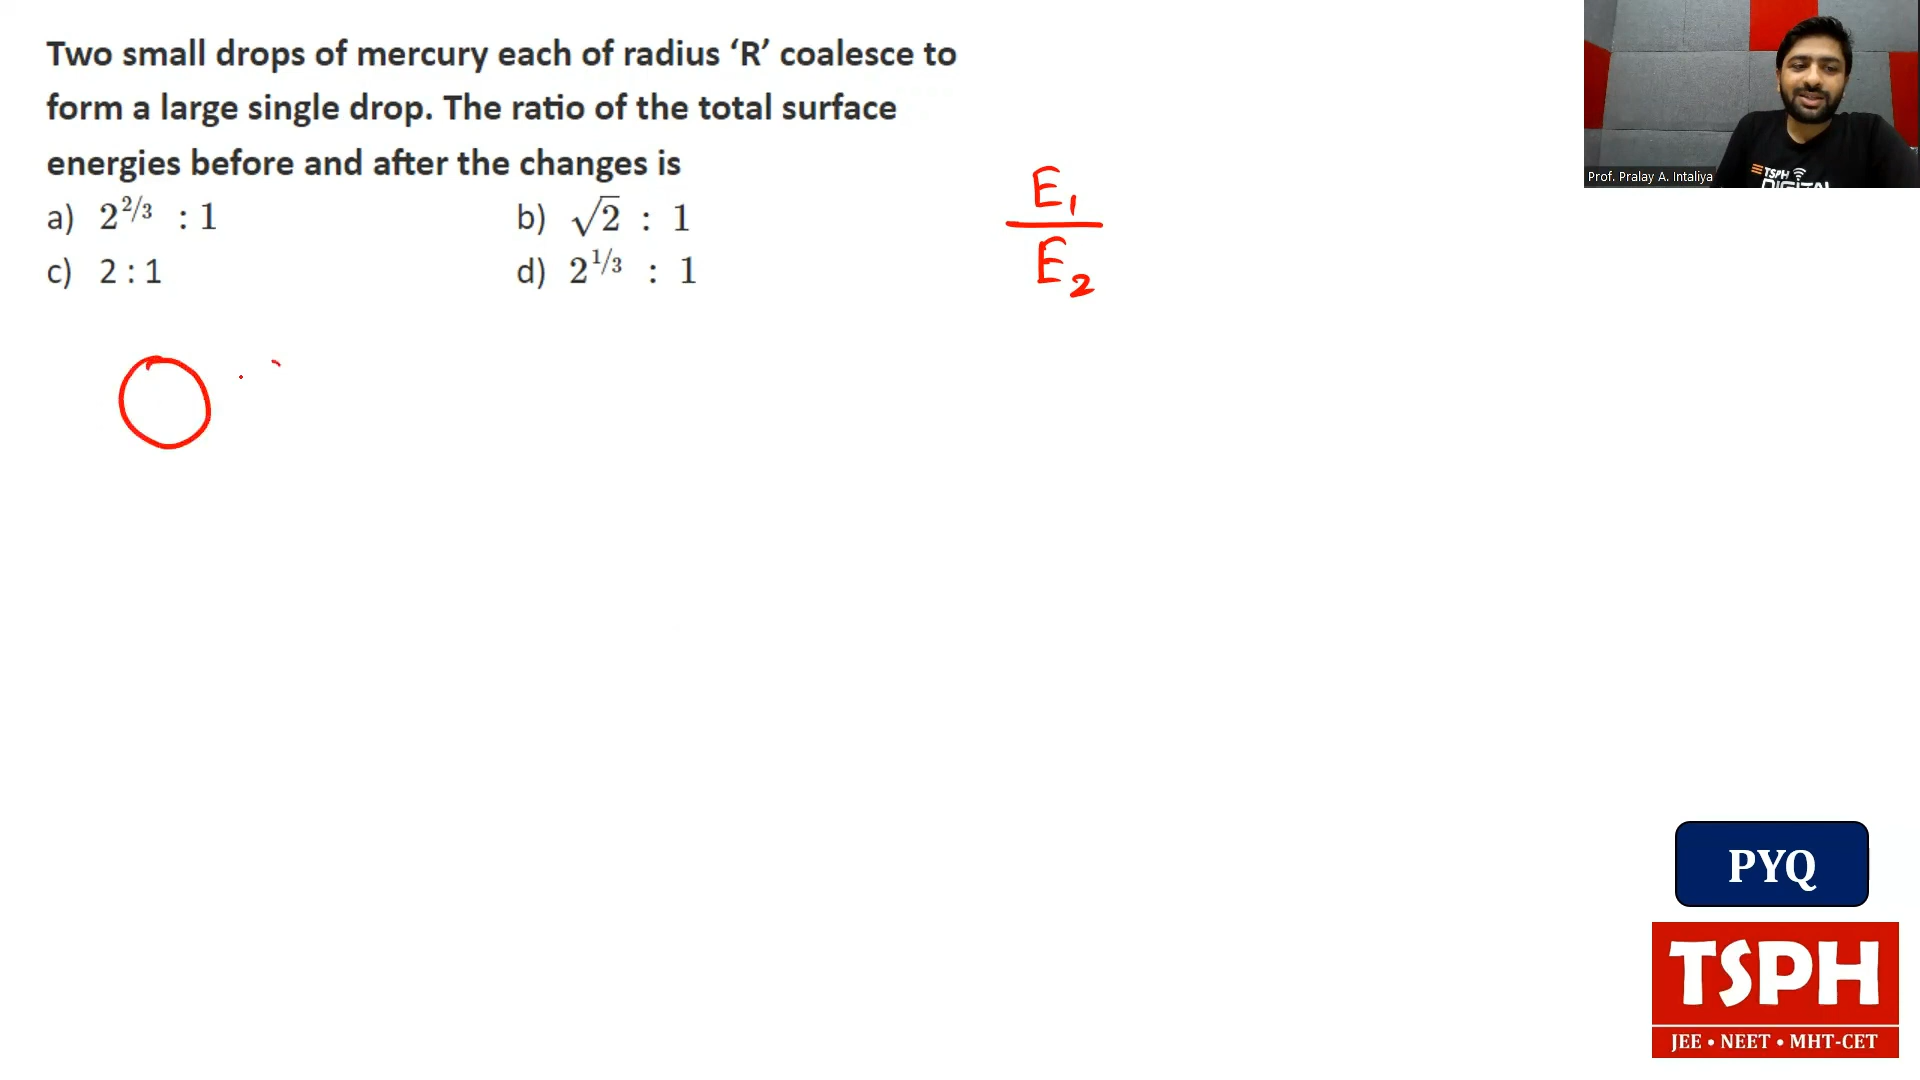 Two small drops of mercury each of radius ‘R’ coalesce to
form a large single drop. The ratio of the total surface
energies before and after the changes is
a) 2^{2/3} : 1 b) √2 : 1
c) 2 : 1 d) 2^{1/3} : 1
E₁
E₂
Prof. Pralay A. Intaliya
TSPH
DIGITAL
PYQ
TSPH
JEE • NEET • MHT-CET